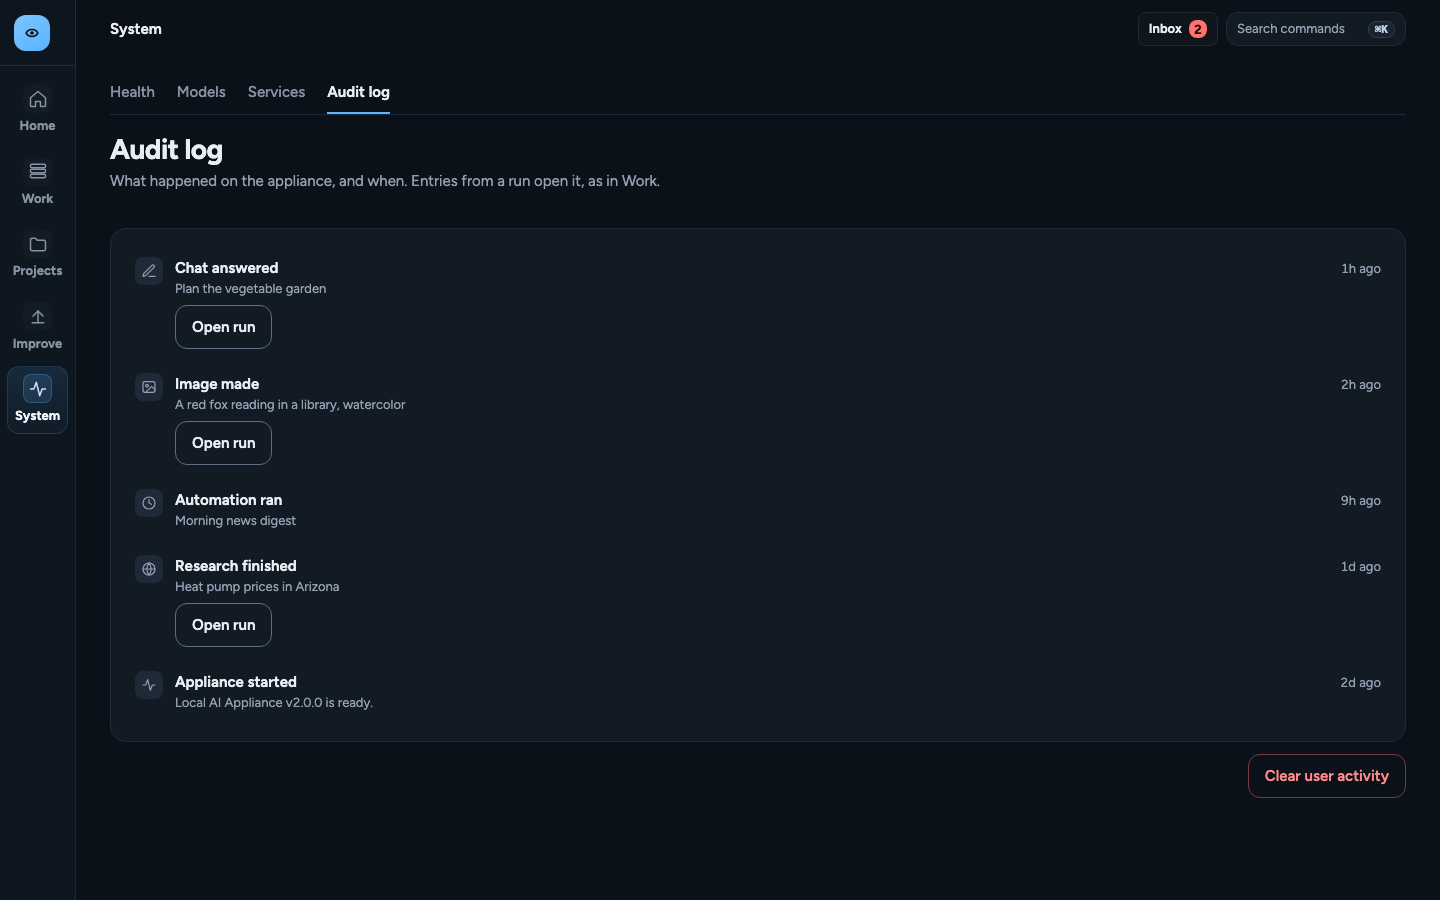 System
Inbox 2
Search commands ⌘K
Home
Work
Projects
Improve
System
Health Models Services Audit log
Audit log
What happened on the appliance, and when. Entries from a run open it, as in Work.
Chat answered 1h ago
Plan the vegetable garden
Open run
Image made 2h ago
A red fox reading in a library, watercolor
Open run
Automation ran 9h ago
Morning news digest
Research finished 1d ago
Heat pump prices in Arizona
Open run
Appliance started 2d ago
Local AI Appliance v2.0.0 is ready.
Clear user activity